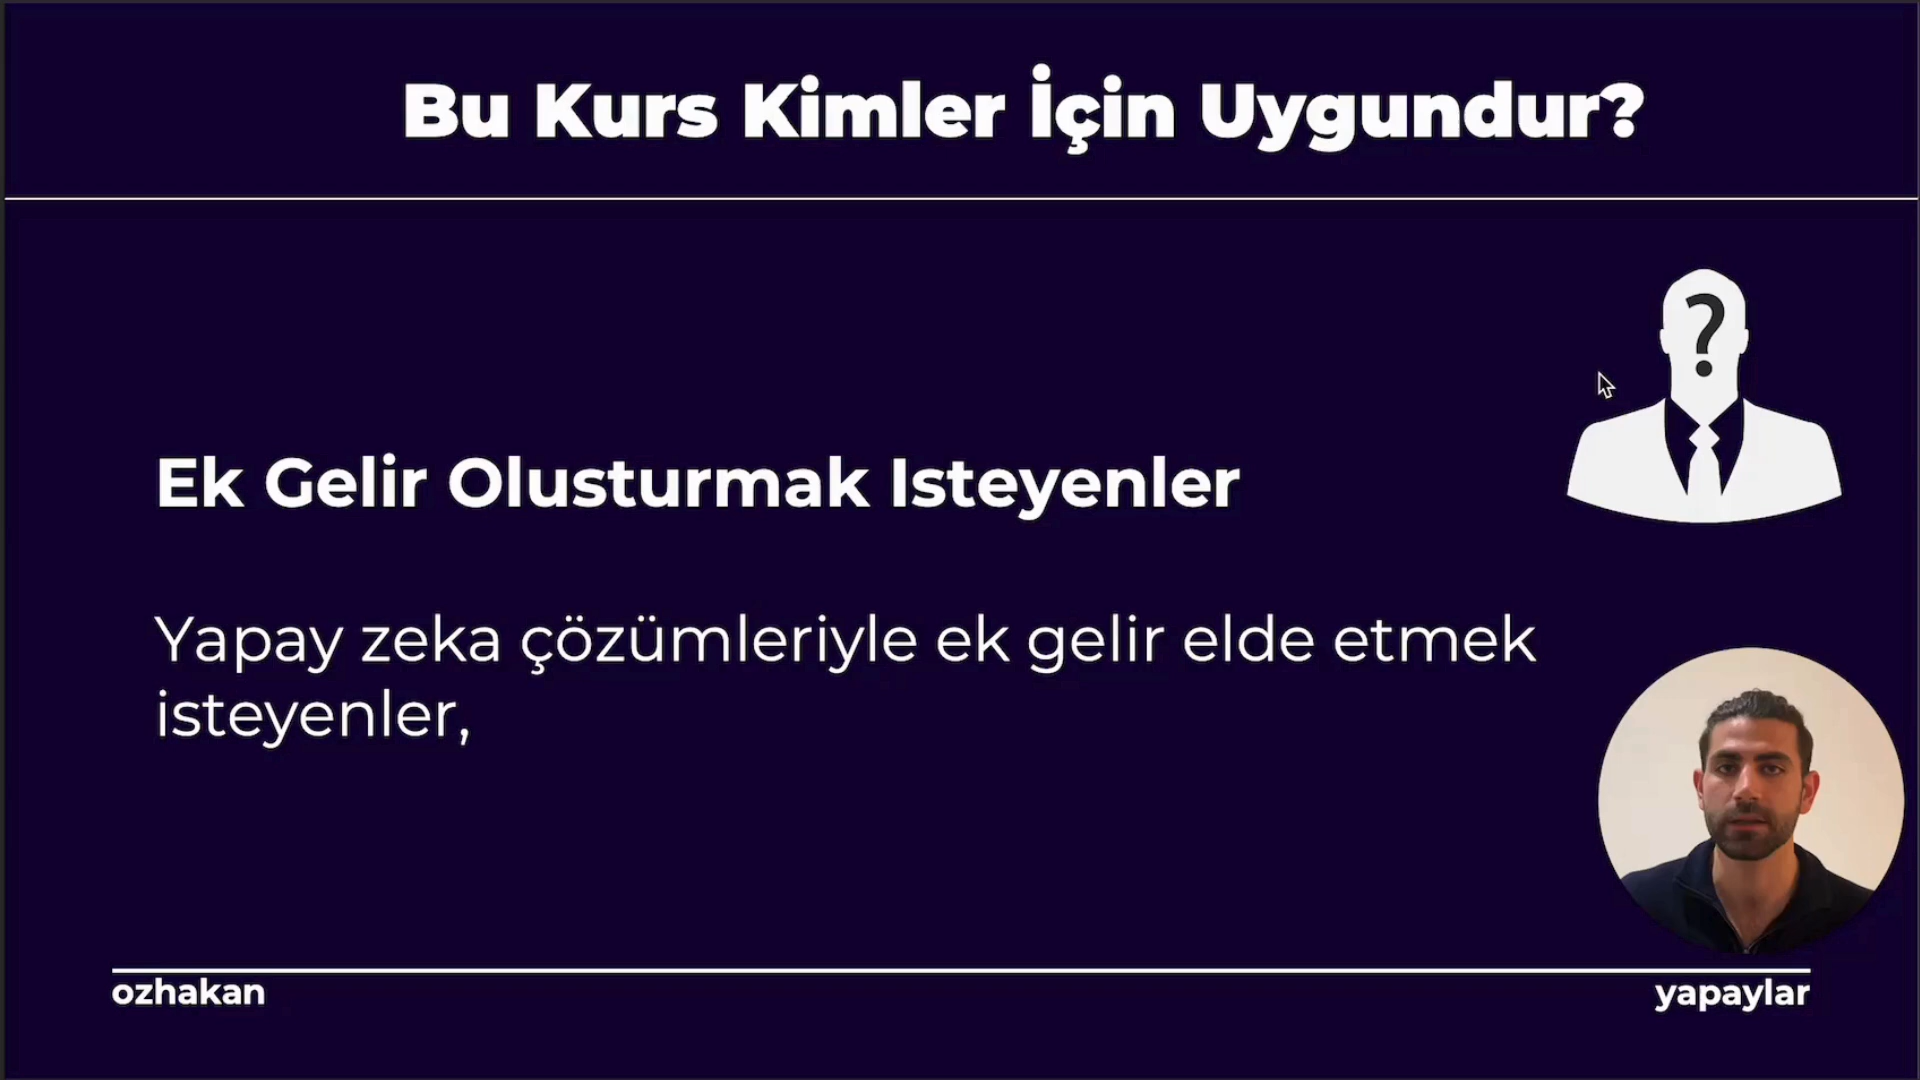 Bu Kurs Kimler İçin Uygundur?
?
Ek Gelir Olusturmak Isteyenler
Yapay zeka çözümleriyle ek gelir elde etmek
isteyenler,
ozhakan
yapaylar